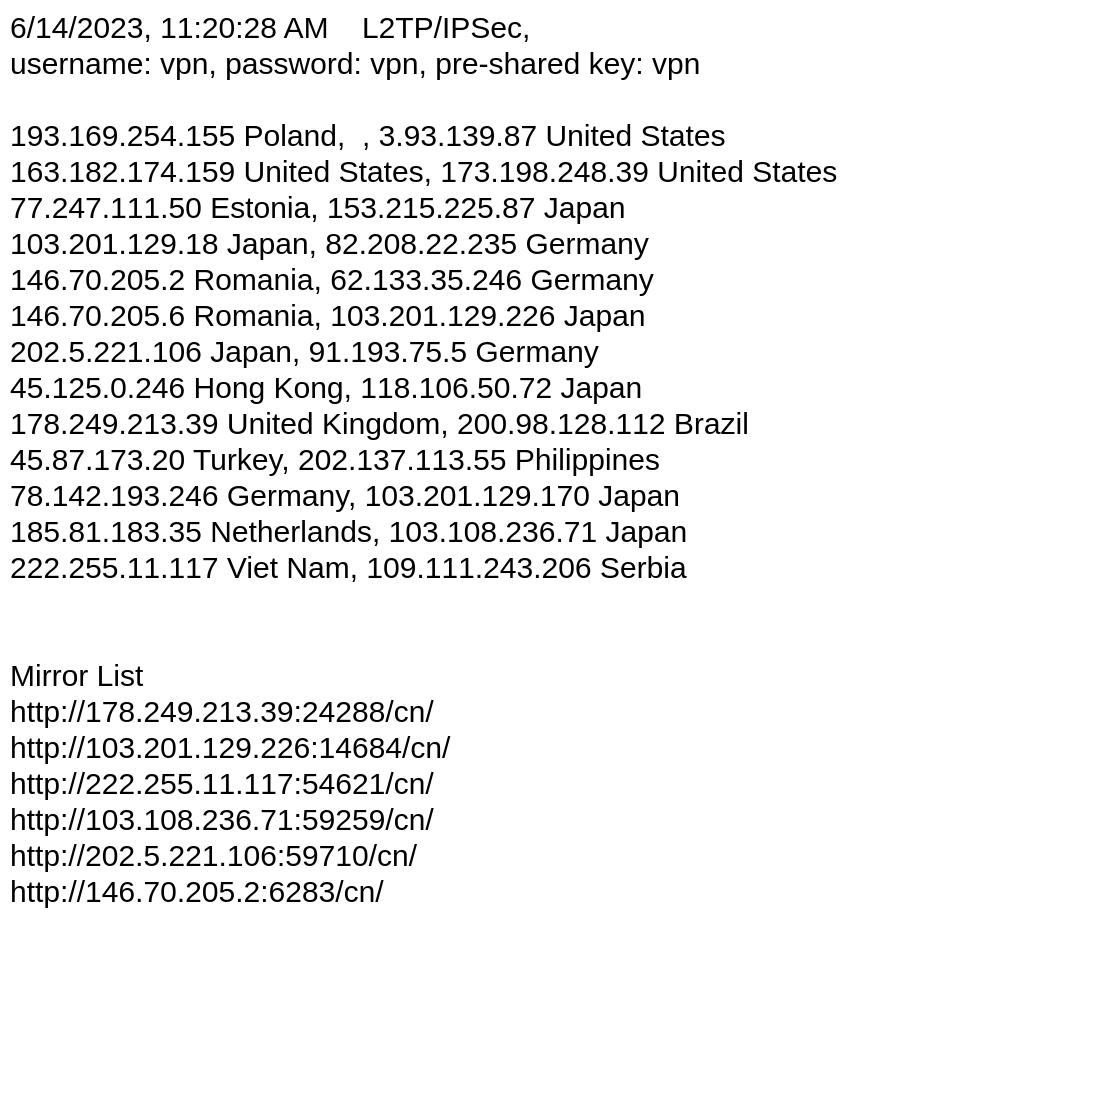 6/14/2023, 11:20:28 AM    L2TP/IPSec,
username: vpn, password: vpn, pre-shared key: vpn
193.169.254.155 Poland,  , 3.93.139.87 United States
163.182.174.159 United States, 173.198.248.39 United States
77.247.111.50 Estonia, 153.215.225.87 Japan
103.201.129.18 Japan, 82.208.22.235 Germany
146.70.205.2 Romania, 62.133.35.246 Germany
146.70.205.6 Romania, 103.201.129.226 Japan
202.5.221.106 Japan, 91.193.75.5 Germany
45.125.0.246 Hong Kong, 118.106.50.72 Japan
178.249.213.39 United Kingdom, 200.98.128.112 Brazil
45.87.173.20 Turkey, 202.137.113.55 Philippines
78.142.193.246 Germany, 103.201.129.170 Japan
185.81.183.35 Netherlands, 103.108.236.71 Japan
222.255.11.117 Viet Nam, 109.111.243.206 Serbia
Mirror List
http://178.249.213.39:24288/cn/
http://103.201.129.226:14684/cn/
http://222.255.11.117:54621/cn/
http://103.108.236.71:59259/cn/
http://202.5.221.106:59710/cn/
http://146.70.205.2:6283/cn/